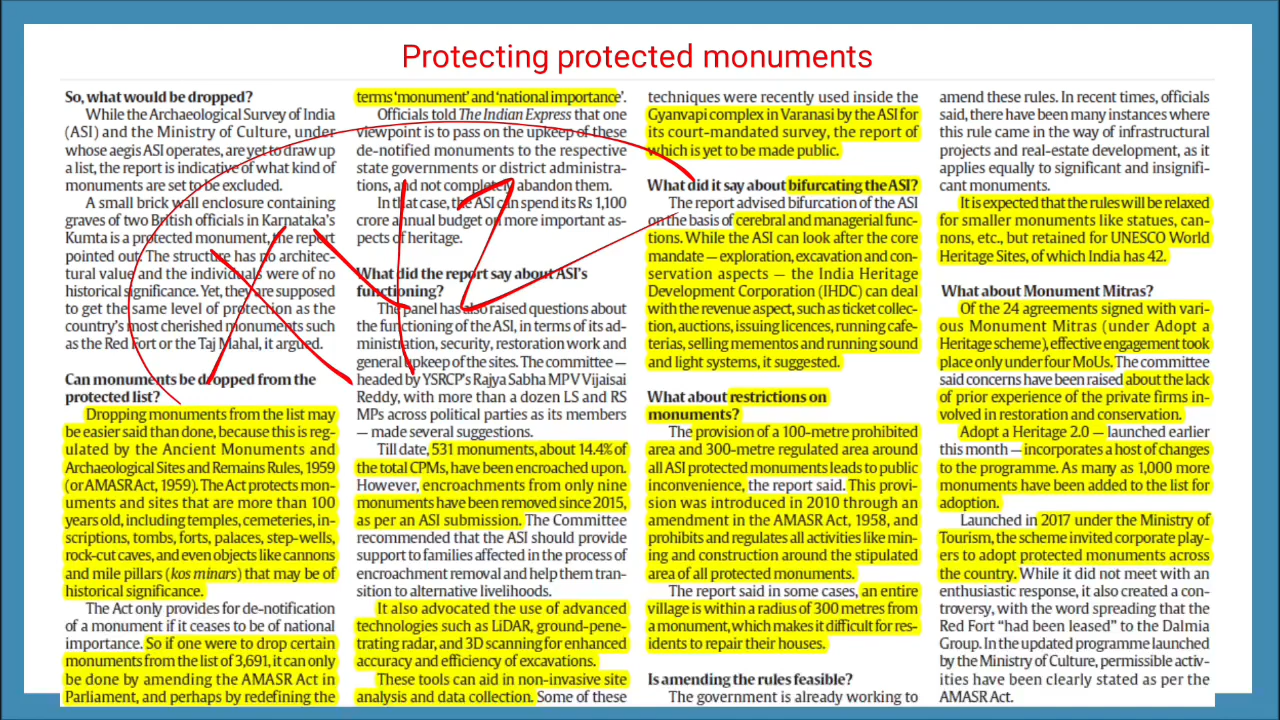 Protecting protected monuments
So, what would be dropped?
While the Archaeological Survey of India
(ASI) and the Ministry of Culture, under
whose aegis ASI operates, are yet to draw up
a list, the report is indicative of what kind of
monuments are set to be excluded.
A small brick wall enclosure containing
graves of two British officials in Karnataka's
Kumta is a protected monument, the report
pointed out. The structure has no architec-
tural value and the individuals were of no
historical significance. Yet, they are supposed
to get the same level of protection as the
country's most cherished monuments such
as the Red Fort or the Taj Mahal, it argued.
Can monuments be dropped from the
protected list?
Dropping monuments from the list may
be easier said than done, because this is reg-
ulated by the Ancient Monuments and
Archaeological Sites and Remains Rules, 1959
(or AMASR Act, 1959). The Act protects mon-
uments and sites that are more than 100
years old, including temples, cemeteries, in-
scriptions, tombs, forts, palaces, step-wells,
rock-cut caves, and even objects like cannons
and mile pillars (kos minars) that may be of
historical significance.
The Act only provides for de-notification
of a monument if it ceases to be of national
importance. So if one were to drop certain
monuments from the list of 3,691, it can only
be done by amending the AMASR Act in
Parliament, and perhaps by redefining the
terms 'monument' and 'national importance'.
Officials told The Indian Express that one
viewpoint is to pass on the upkeep of these
de-notified monuments to the respective
state governments or district administra-
tions, and not completely abandon them.
In that case, the ASI can spend its Rs 1,100
crore annual budget on more important as-
pects of heritage.
What did the report say about ASI's
functioning?
The panel has also raised questions about
the functioning of the ASI, in terms of its ad-
ministration, security, restoration work and
general upkeep of the sites. The committee —
headed by YSRCP's Rajya Sabha MP V Vijaisai
Reddy, with more than a dozen LS and RS
MPs across political parties as its members
— made several suggestions.
Till date, 531 monuments, about 14.4% of
the total CPMs, have been encroached upon.
However, encroachments from only nine
monuments have been removed since 2015,
as per an ASI submission. The Committee
recommended that the ASI should provide
support to families affected in the process of
encroachment removal and help them tran-
sition to alternative livelihoods.
It also advocated the use of advanced
technologies such as LiDAR, ground-pene-
trating radar, and 3D scanning for enhanced
accuracy and efficiency of excavations.
These tools can aid in non-invasive site
analysis and data collection. Some of these
techniques were recently used inside the
Gyanvapi complex in Varanasi by the ASI for
its court-mandated survey, the report of
which is yet to be made public.
What did it say about bifurcating the ASI?
The report advised bifurcation of the ASI
on the basis of cerebral and managerial func-
tions. While the ASI can look after the core
mandate — exploration, excavation and con-
servation aspects — the India Heritage
Development Corporation (IHDC) can deal
with the revenue aspect, such as ticket collec-
tion, auctions, issuing licences, running cafe-
terias, selling mementos and running sound
and light systems, it suggested.
What about restrictions on
monuments?
The provision of a 100-metre prohibited
area and 300-metre regulated area around
all ASI protected monuments leads to public
inconvenience, the report said. This provi-
sion was introduced in 2010 through an
amendment in the AMASR Act, 1958, and
prohibits and regulates all activities like min-
ing and construction around the stipulated
area of all protected monuments.
The report said in some cases, an entire
village is within a radius of 300 metres from
a monument, which makes it difficult for res-
idents to repair their houses.
Is amending the rules feasible?
The government is already working to
amend these rules. In recent times, officials
said, there have been many instances where
this rule came in the way of infrastructural
projects and real-estate development, as it
applies equally to significant and insignifi-
cant monuments.
It is expected that the rules will be relaxed
for smaller monuments like statues, can-
nons, etc., but retained for UNESCO World
Heritage Sites, of which India has 42.
What about Monument Mitras?
Of the 24 agreements signed with vari-
ous Monument Mitras (under Adopt a
Heritage scheme), effective engagement took
place only under four MoUs. The committee
said concerns have been raised about the lack
of prior experience of the private firms in-
volved in restoration and conservation.
Adopt a Heritage 2.0 — launched earlier
this month — incorporates a host of changes
to the programme. As many as 1,000 more
monuments have been added to the list for
adoption.
Launched in 2017 under the Ministry of
Tourism, the scheme invited corporate play-
ers to adopt protected monuments across
the country. While it did not meet with an
enthusiastic response, it also created a con-
troversy, with the word spreading that the
Red Fort “had been leased” to the Dalmia
Group. In the updated programme launched
by the Ministry of Culture, permissible activ-
ities have been clearly stated as per the
AMASR Act.